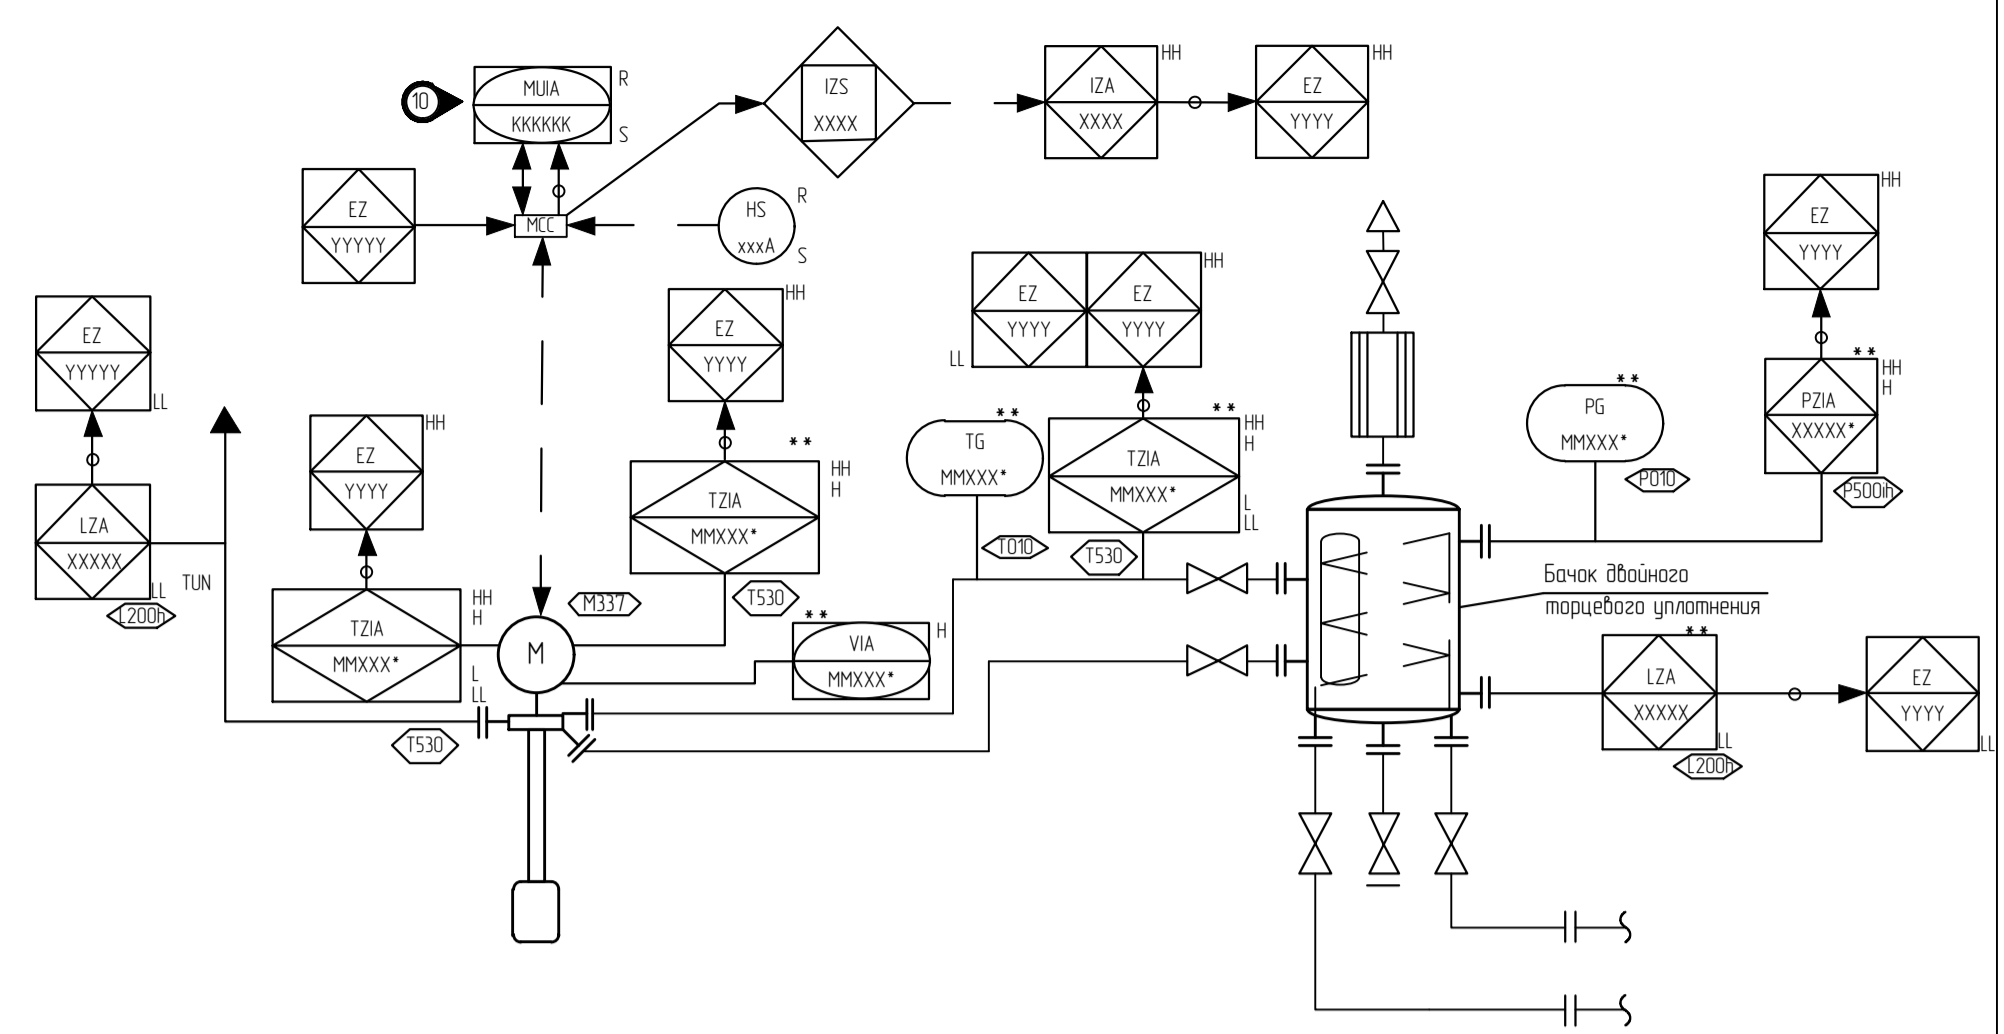 10
MUIA
KKKKKK
R
S
IZS
XXXX
IZA
XXXX
HH
EZ
YYYY
HH
EZ
YYYYY
MCC
HS
xxxA
R
S
EZ
YYYY
HH
EZ
YYYYY
LL
EZ
YYYY
HH
EZ
YYYY
EZ
YYYY
HH
LL
LZA
XXXXX
LL
L200h
TUN
EZ
YYYY
HH
TZIA
MMXXX*
HH
H
L
LL
T530
M
M337
TZIA
MMXXX*
**
HH
H
T530
VIA
MMXXX*
**
H
TG
MMXXX*
**
T010
TZIA
MMXXX*
**
HH
H
L
LL
T530
PG
MMXXX*
**
P010
PZIA
XXXXX*
**
HH
H
P500ih
Бачок двойного
торцевого уплотнения
LZA
XXXXX
**
LL
L200h
EZ
YYYY
LL